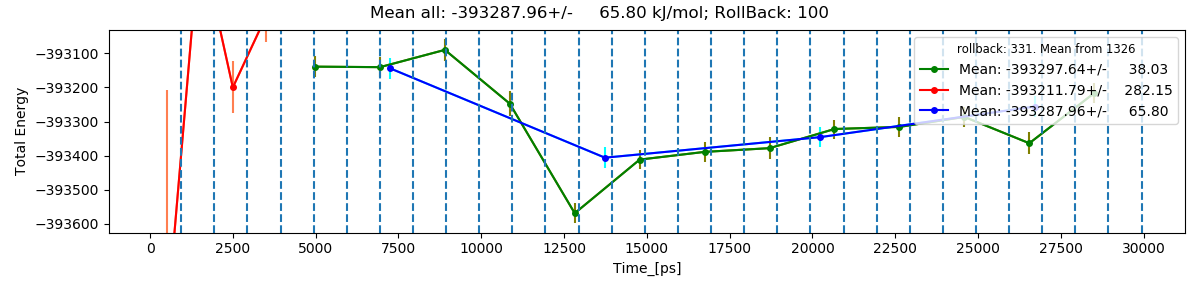 Mean all: -393287.96+/-     65.80 kJ/mol; RollBack: 100
Total Energy
−393100
−393200
−393300
−393400
−393500
−393600
rollback: 331. Mean from 1326
Mean: -393297.64+/-     38.03
Mean: -393211.79+/-    282.15
Mean: -393287.96+/-     65.80
0 2500 5000 7500 10000 12500 15000 17500 20000 22500 25000 27500 30000
Time_[ps]